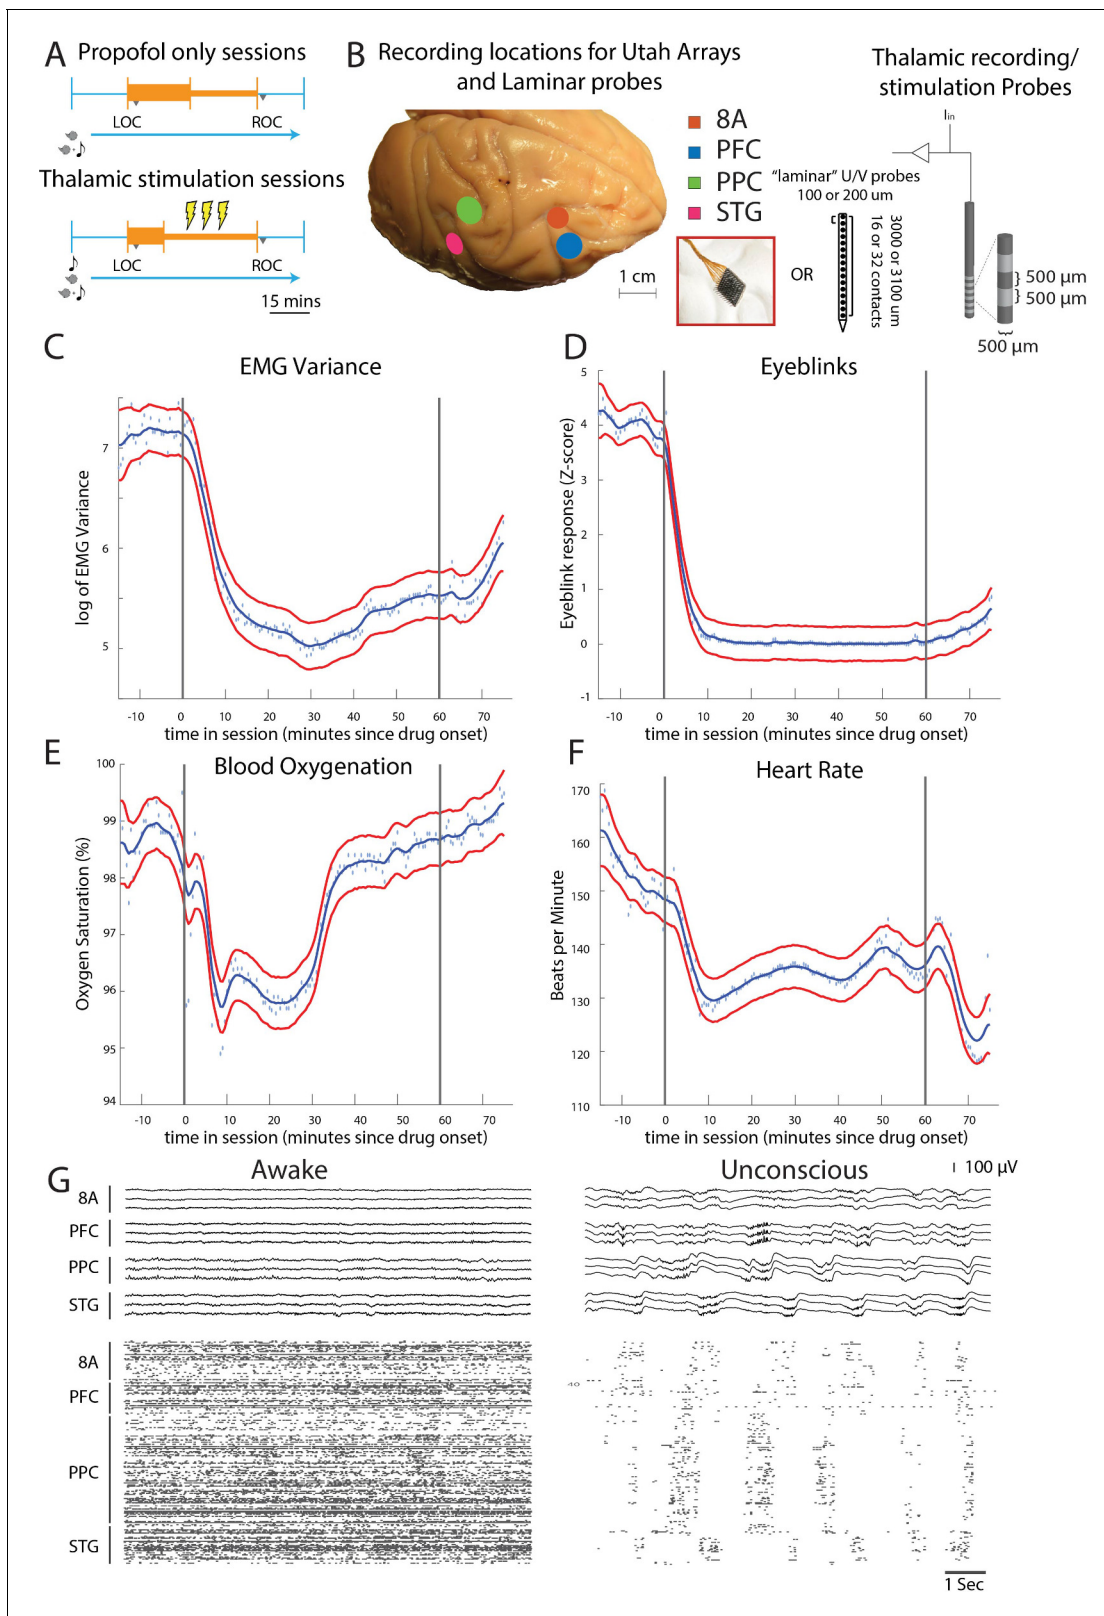 A
Propofol only sessions
LOC
ROC
Thalamic stimulation sessions
LOC
ROC
15 mins
B
Recording locations for Utah Arrays
and Laminar probes
8A
PFC
PPC
STG
1 cm
OR
"laminar" U/V probes
100 or 200 um
3000 or 3100 um
16 or 32 contacts
Thalamic recording/
stimulation Probes
Iin
500 µm
500 µm
500 µm
C
EMG Variance
log of EMG Variance
7
6
5
-10 0 10 20 30 40 50 60 70
time in session (minutes since drug onset)
D
Eyeblinks
Eyeblink response (Z-score)
5
4
3
2
1
0
-1
-10 0 10 20 30 40 50 60 70
time in session (minutes since drug onset)
E
Blood Oxygenation
Oxygen Saturation (%)
100
99
98
97
96
95
94
-10 0 10 20 30 40 50 60 70
time in session (minutes since drug onset)
F
Heart Rate
Beats per Minute
170
160
150
140
130
120
110
-10 0 10 20 30 40 50 60 70
time in session (minutes since drug onset)
G
Awake
Unconscious
100 µV
8A
PFC
PPC
STG
8A
PFC
PPC
STG
40
1 Sec